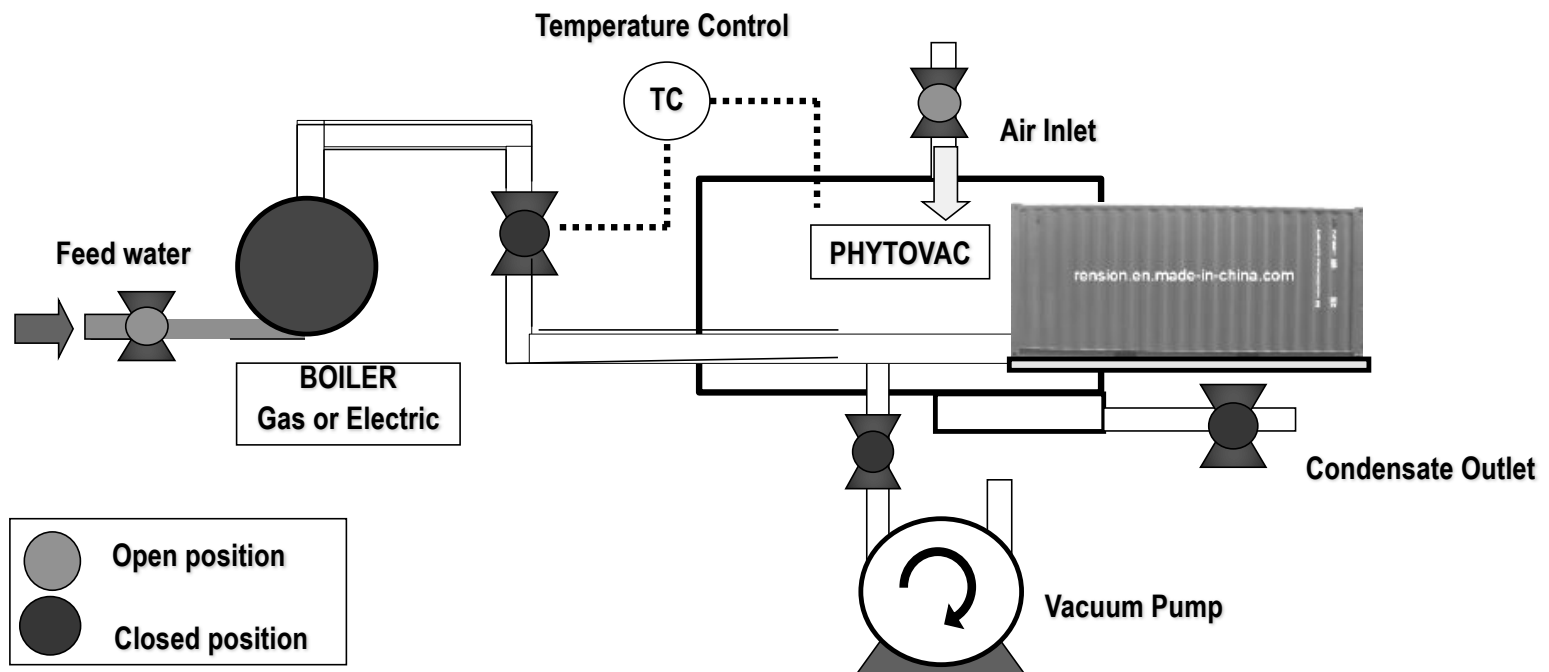 Temperature Control
TC
Air Inlet
Feed water
PHYTOVAC
rension.en.made-in-china.com
BOILER
Gas or Electric
Condensate Outlet
Open position
Closed position
Vacuum Pump